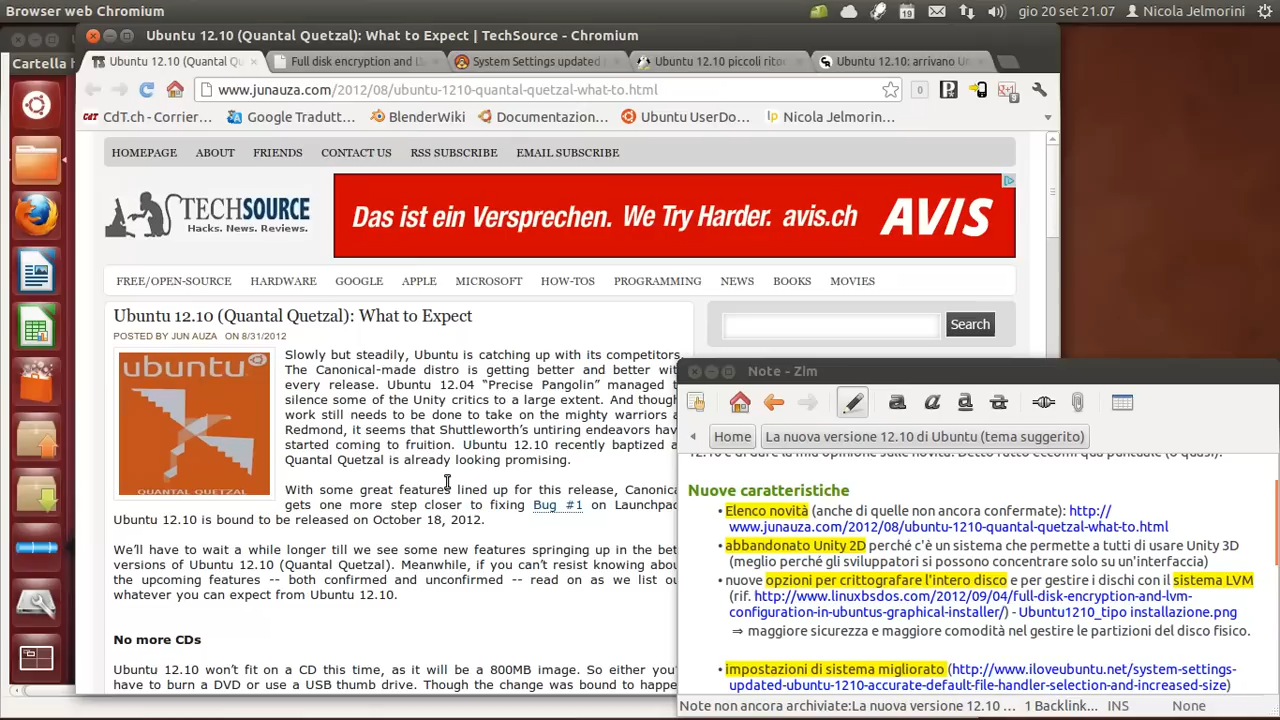 Browser web Chromium
19
gio 20 set 21.07
Nicola Jelmorini
Ubuntu 12.10 (Quantal Quetzal): What to Expect | TechSource - Chromium
Cartella
Ubuntu 12.10 (Quantal Q
Full disk encryption and L
System Settings updated
Ubuntu 12.10 piccoli rito
Ubuntu 12.10: arrivano U
www.junauza.com/2012/08/ubuntu-1210-quantal-quetzal-what-to.html
CdT.ch - Corrier...
Google Tradutt...
BlenderWiki
Documentazion...
Ubuntu UserDo...
Nicola Jelmorin...
HOMEPAGE ABOUT FRIENDS CONTACT US RSS SUBSCRIBE EMAIL SUBSCRIBE
TECHSOURCE
Hacks. News. Reviews.
Das ist ein Versprechen. We Try Harder. avis.ch AVIS
FREE/OPEN-SOURCE HARDWARE GOOGLE APPLE MICROSOFT HOW-TOS PROGRAMMING NEWS BOOKS MOVIES
Ubuntu 12.10 (Quantal Quetzal): What to Expect
POSTED BY JUN AUZA ON 8/31/2012
Search
ubuntu
QUANTAL QUETZAL
Slowly but steadily, Ubuntu is catching up with its competitors.
The Canonical-made distro is getting better and better wit
every release. Ubuntu 12.04 “Precise Pangolin” managed t
silence some of the Unity critics to a large extent. And though
work still needs to be done to take on the mighty warriors
Redmond, it seems that Shuttleworth's untiring endeavors hav
started coming to fruition. Ubuntu 12.10 recently baptized a
Quantal Quetzal is already looking promising.
With some great features lined up for this release, Canonica
gets one more step closer to fixing Bug #1 on Launchpa
Ubuntu 12.10 is bound to be released on October 18, 2012.
We'll have to wait a while longer till we see some new features springing up in the bet
versions of Ubuntu 12.10 (Quantal Quetzal). Meanwhile, if you can't resist knowing abou
the upcoming features -- both confirmed and unconfirmed -- read on as we list ou
whatever you can expect from Ubuntu 12.10.
No more CDs
Ubuntu 12.10 won't fit on a CD this time, as it will be a 800MB image. So either you'
have to burn a DVD or use a USB thumb drive. Though the change was bound to happe
Note - Zim
Home
La nuova versione 12.10 di Ubuntu (tema suggerito)
12.10 e di dare la mia opinione sulle novità. Detto fatto eccomi qua puntuale (o quasi).
Nuove caratteristiche
• Elenco novità (anche di quelle non ancora confermate): http://
www.junauza.com/2012/08/ubuntu-1210-quantal-quetzal-what-to.html
• abbandonato Unity 2D perché c'è un sistema che permette a tutti di usare Unity 3D
(meglio perché gli sviluppatori si possono concentrare solo su un'interfaccia)
• nuove opzioni per crittografare l'intero disco e per gestire i dischi con il sistema LVM
(rif. http://www.linuxbsdos.com/2012/09/04/full-disk-encryption-and-lvm-
configuration-in-ubuntus-graphical-installer/) - Ubuntu1210_tipo installazione.png
⇒ maggiore sicurezza e maggiore comodità nel gestire le partizioni del disco fisico.
• impostazioni di sistema migliorato (http://www.iloveubuntu.net/system-settings-
updated-ubuntu-1210-accurate-default-file-handler-selection-and-increased-size)
Note non ancora archiviate:La nuova versione 12.10 ... 1 Backlink... INS None